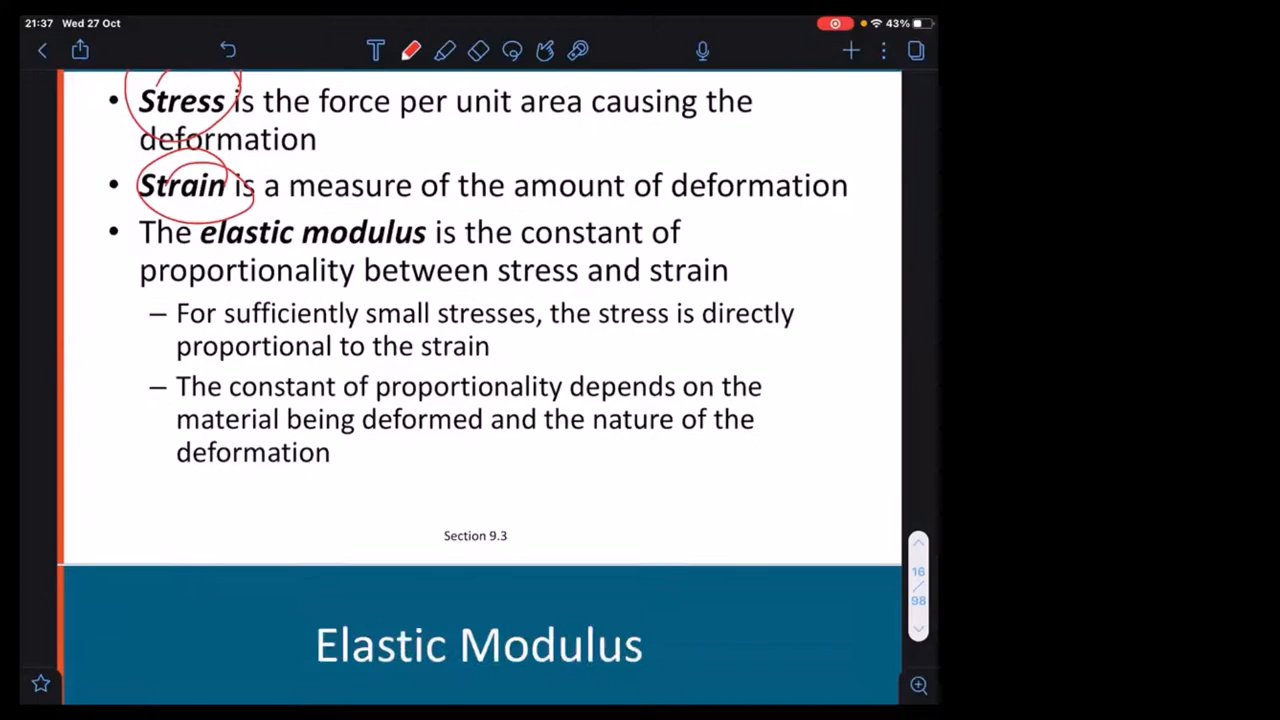 21:37 Wed 27 Oct
43%
• Stress is the force per unit area causing the
deformation
• Strain is a measure of the amount of deformation
• The elastic modulus is the constant of
proportionality between stress and strain
– For sufficiently small stresses, the stress is directly
proportional to the strain
– The constant of proportionality depends on the
material being deformed and the nature of the
deformation
Section 9.3
16
/
98
Elastic Modulus